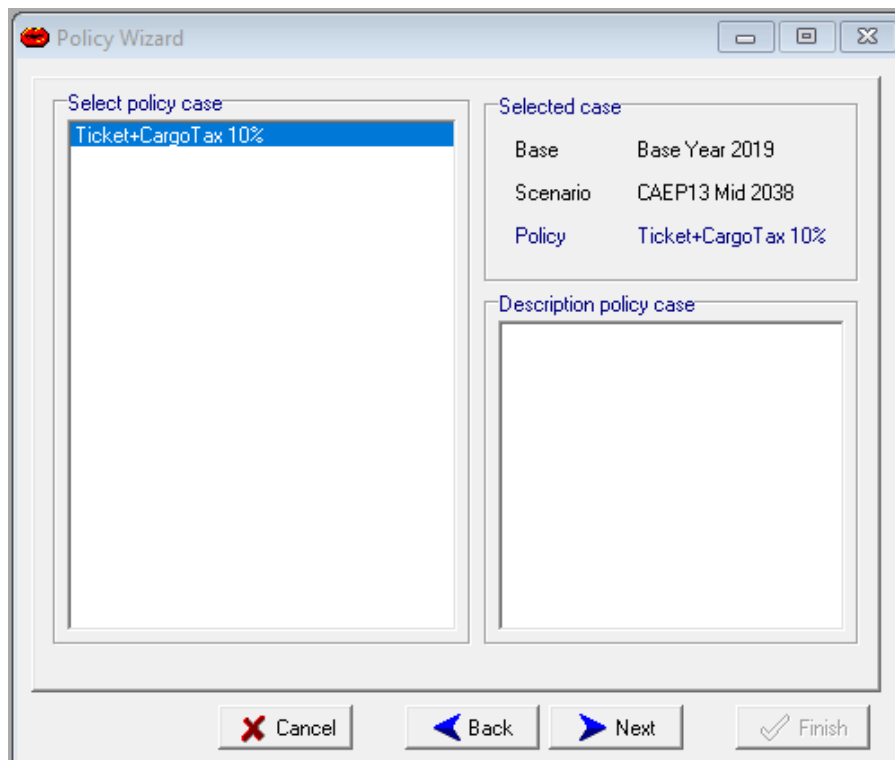 Policy Wizard
Select policy case
Ticket+CargoTax 10%
Selected case
Base Base Year 2019
Scenario CAEP13 Mid 2038
Policy Ticket+CargoTax 10%
Description policy case
Cancel Back Next Finish